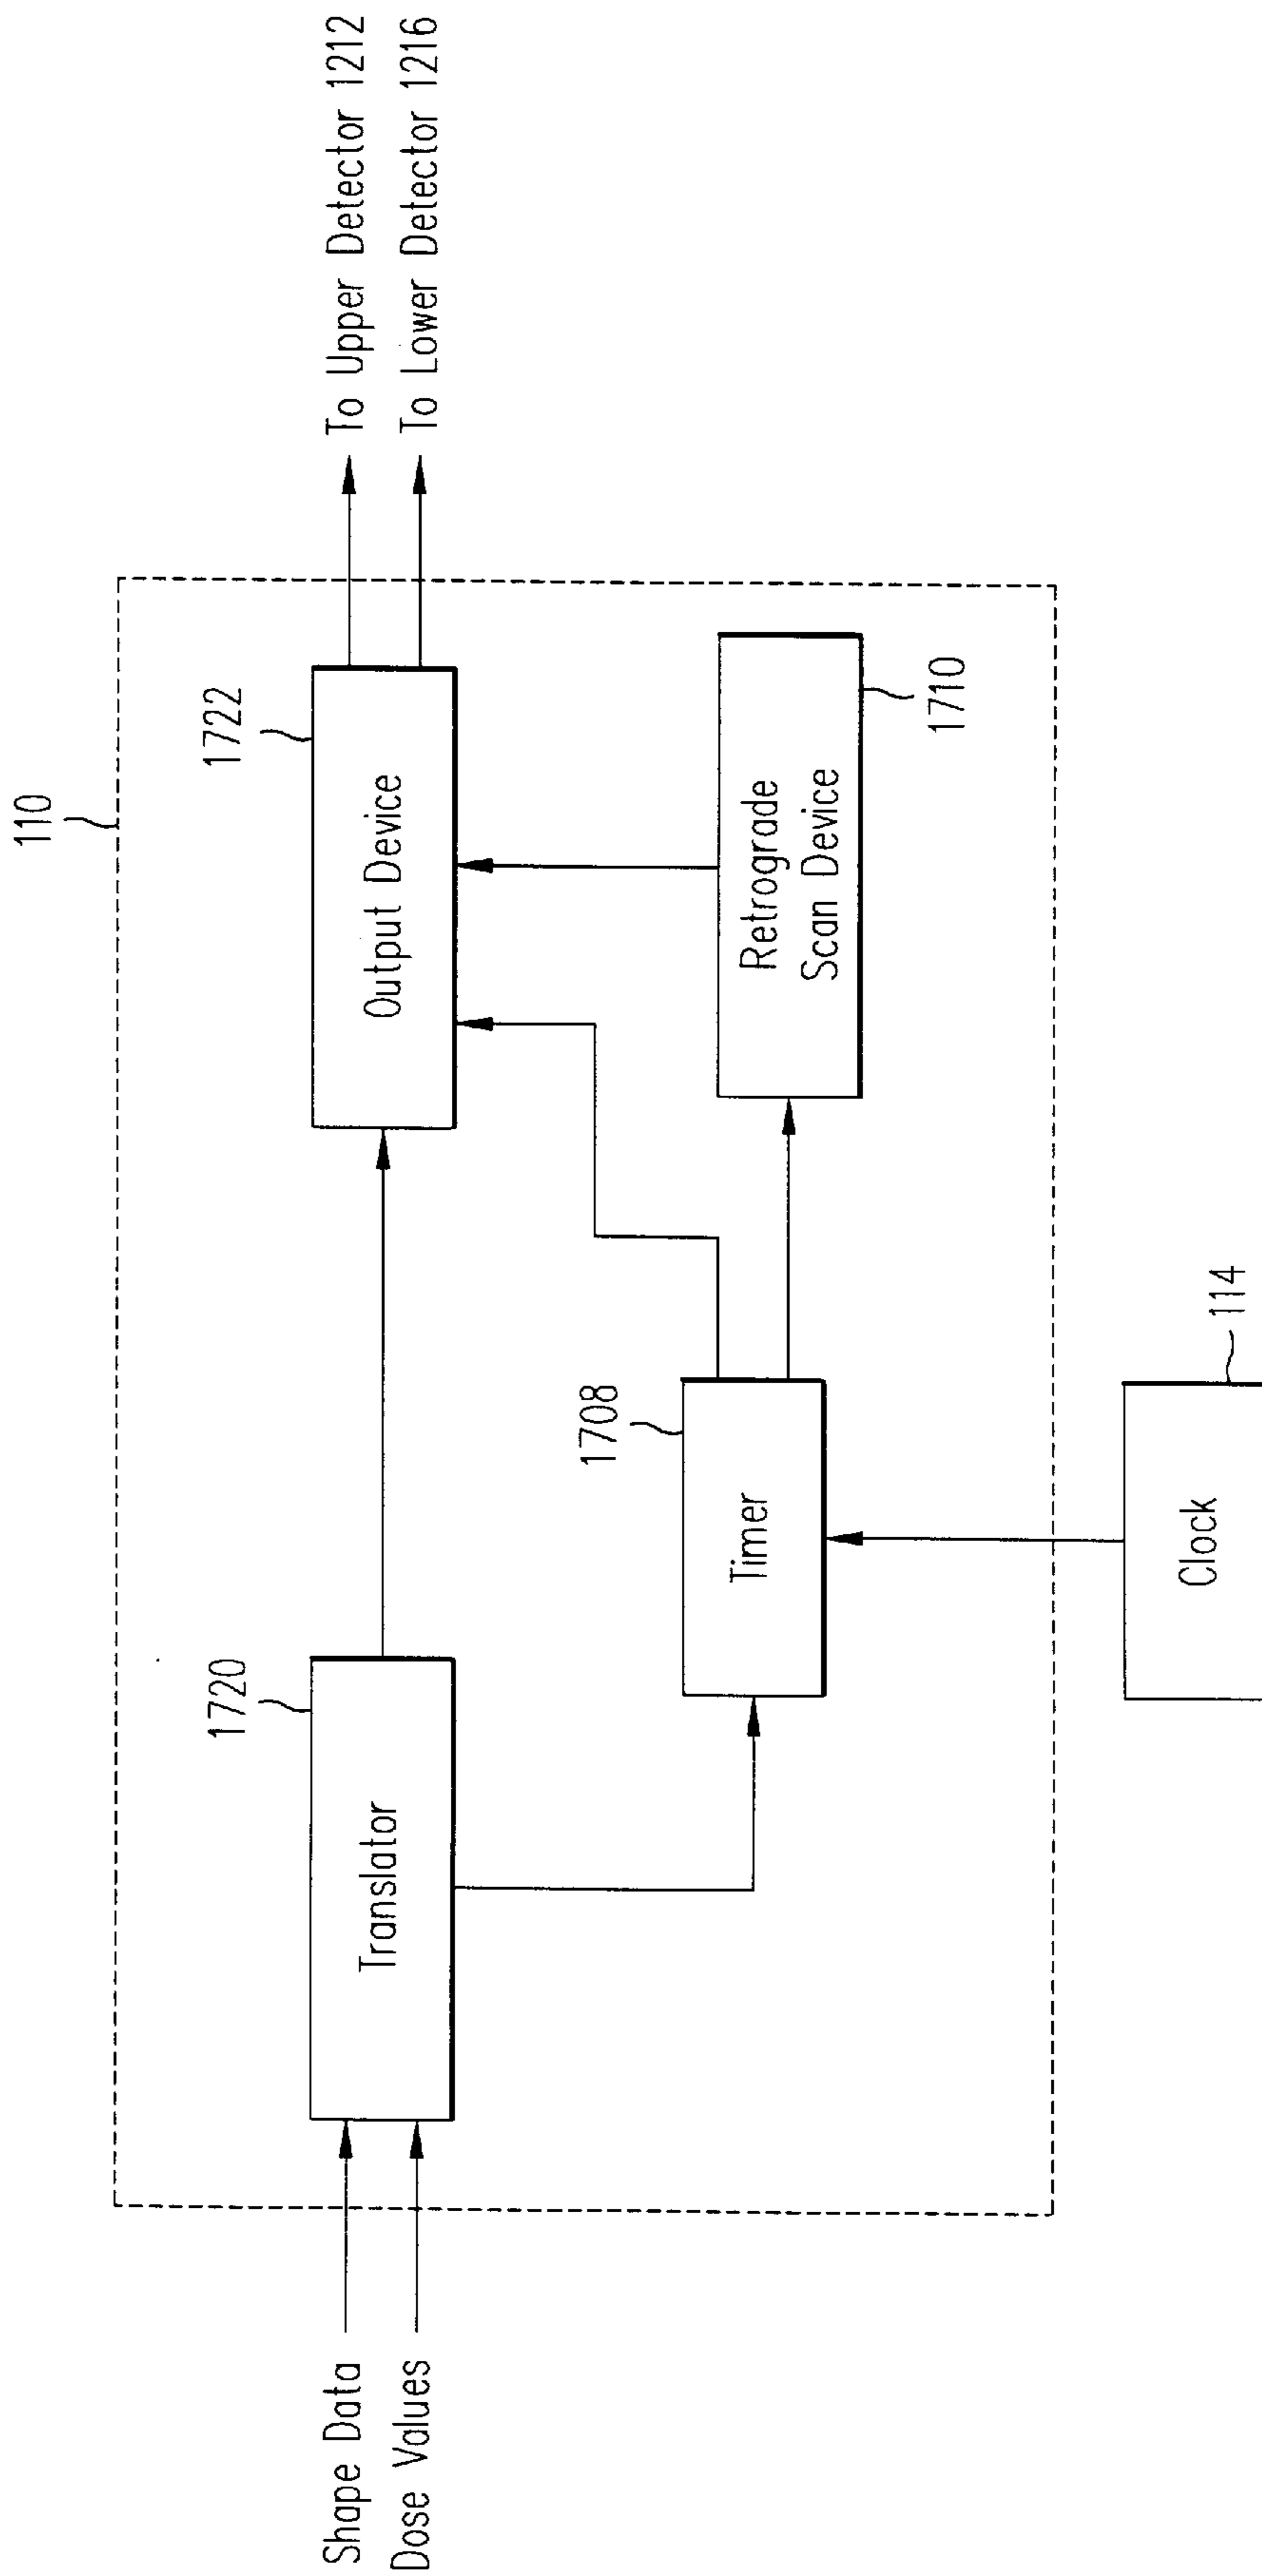 110
Shape Data
Dose Values
1720
Translator
1722
Output Device
To Upper Detector 1212
To Lower Detector 1216
1708
Timer
Retrograde
Scan Device
1710
Clock
114